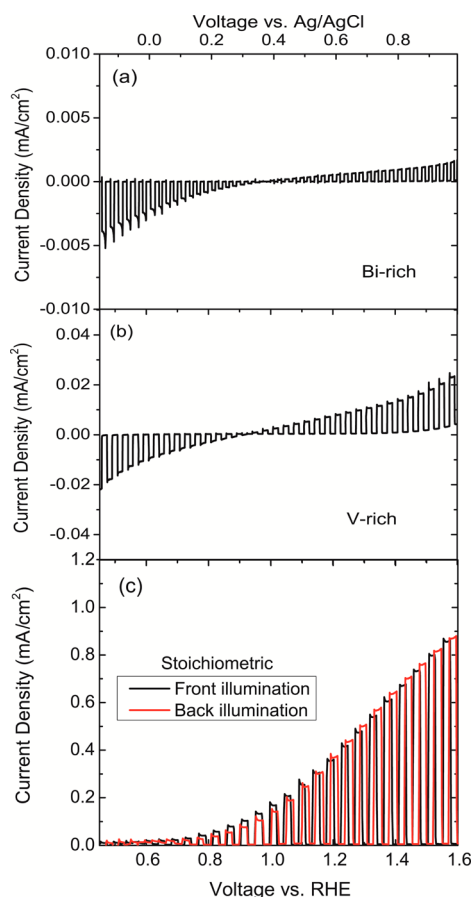 Voltage vs. Ag/AgCl
0.0 0.2 0.4 0.6 0.8
0.010
(a)
0.005
0.000
-0.005
-0.010
Current Density (mA/cm²)
Bi-rich
(b)
0.04
0.02
0.00
-0.02
-0.04
Current Density (mA/cm²)
V-rich
1.2
(c)
1.0
0.8
0.6
0.4
0.2
0.0
Current Density (mA/cm²)
Stoichiometric
Front illumination
Back illumination
0.6 0.8 1.0 1.2 1.4 1.6
Voltage vs. RHE